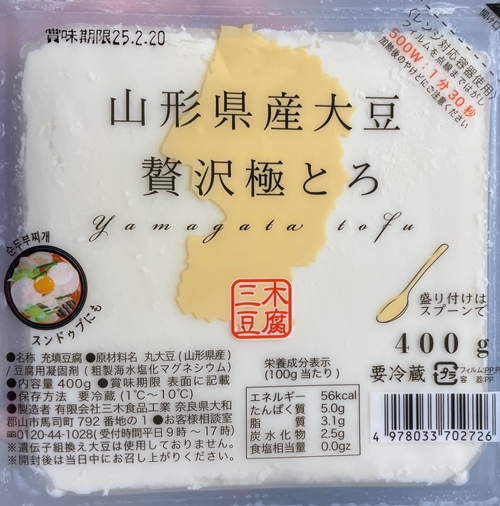 賞味期限25.2.20
レンジ対応容器使用
フィルムを点線まではがし
500W：1分30秒
加熱後のやけどにご注意ください
山形県産大豆
贅沢極とろ
yamagata tofu
순두부찌개
スンドゥブにも
三木
豆腐
盛り付けは
スプーンで
400g
要冷蔵
フィルム:PP,P
容器:PP
●名称 充填豆腐 ●原材料名 丸大豆(山形県産)
/豆腐用凝固剤(粗製海水塩化マグネシウム)
●内容量 400g ●賞味期限 表面に記載
●保存方法 要冷蔵(1℃～10℃)
●製造者 有限会社三木食品工業 奈良県大和
郡山市馬司町792番地の1 ●お客様相談室
0120-44-1028(受付時間平日9時～17時)
※遺伝子組換え大豆は使用しておりません。
※開封後は当日中にお召し上がりください。
栄養成分表示
(100g 当たり)
エネルギー 56kcal
たんぱく質 5.0g
脂質 3.1g
炭水化物 2.5g
食塩相当量 0.0gz
4 978033 702726